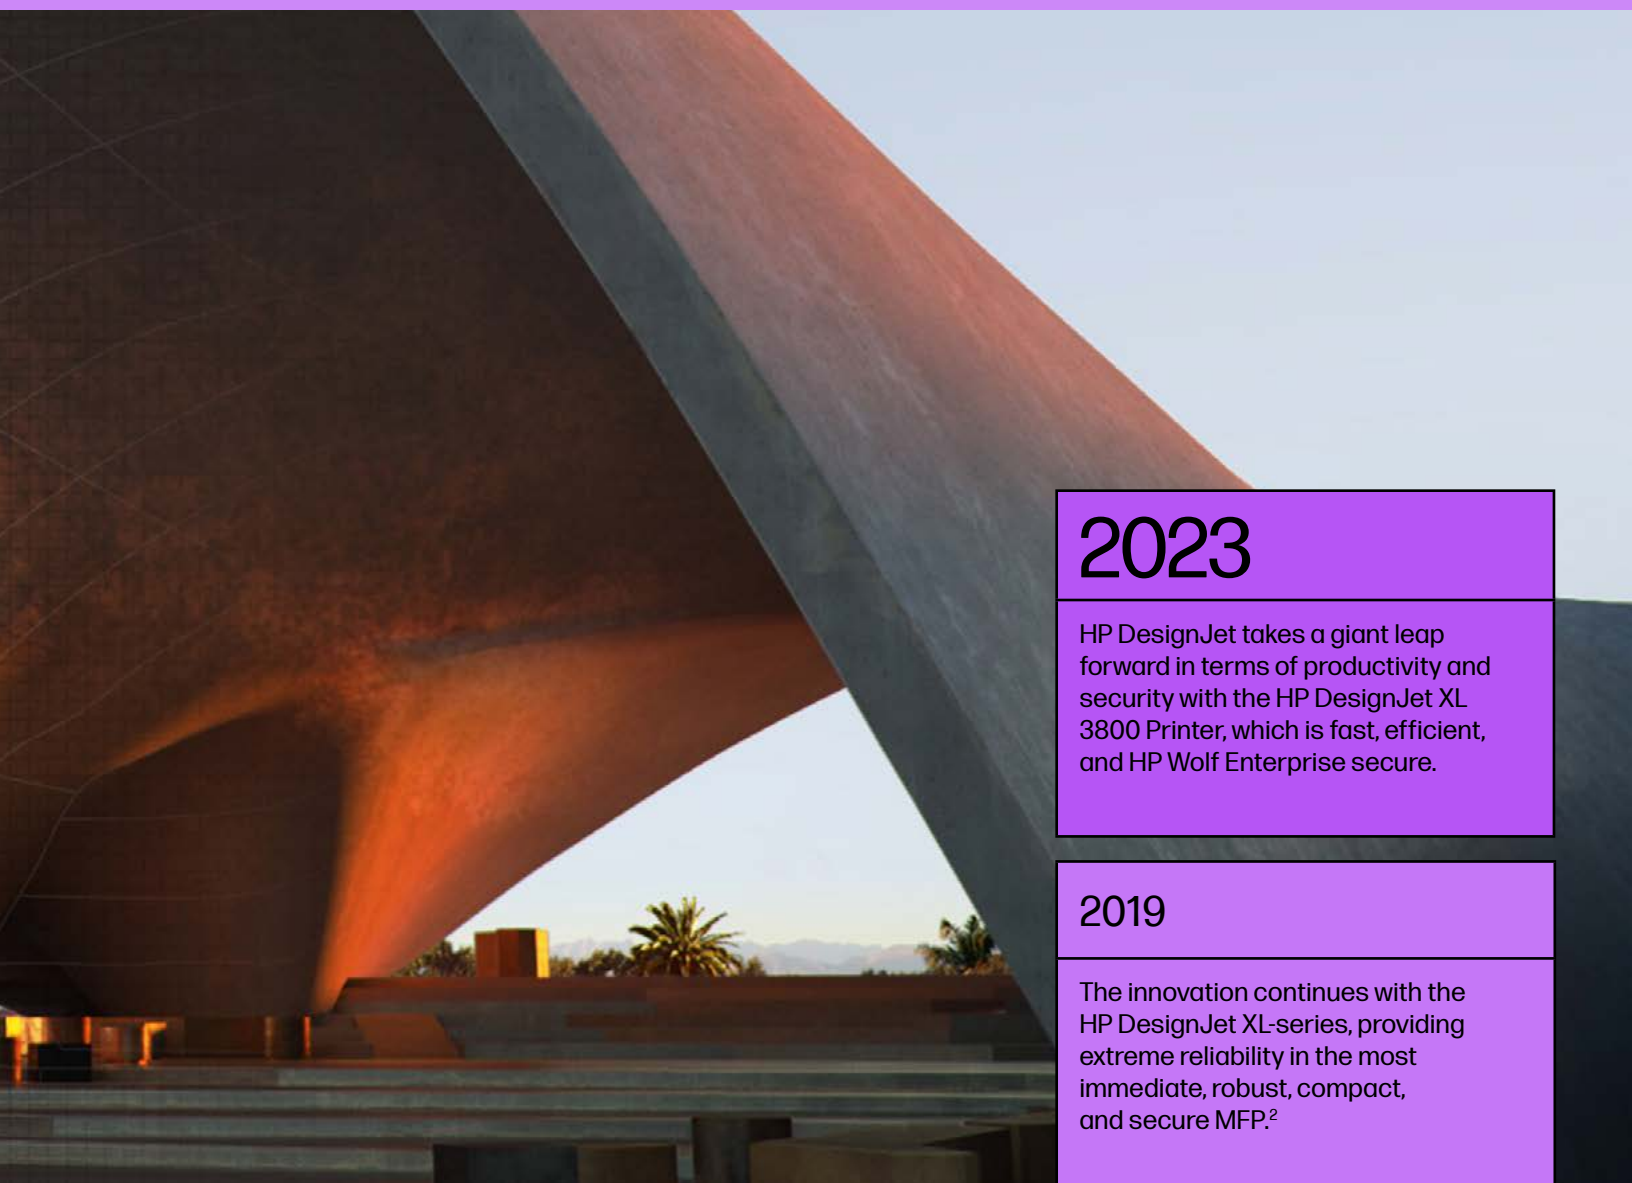 2023
HP DesignJet takes a giant leap
forward in terms of productivity and
security with the HP DesignJet XL
3800 Printer, which is fast, efficient,
and HP Wolf Enterprise secure.
2019
The innovation continues with the
HP DesignJet XL-series, providing
extreme reliability in the most
immediate, robust, compact,
and secure MFP.²